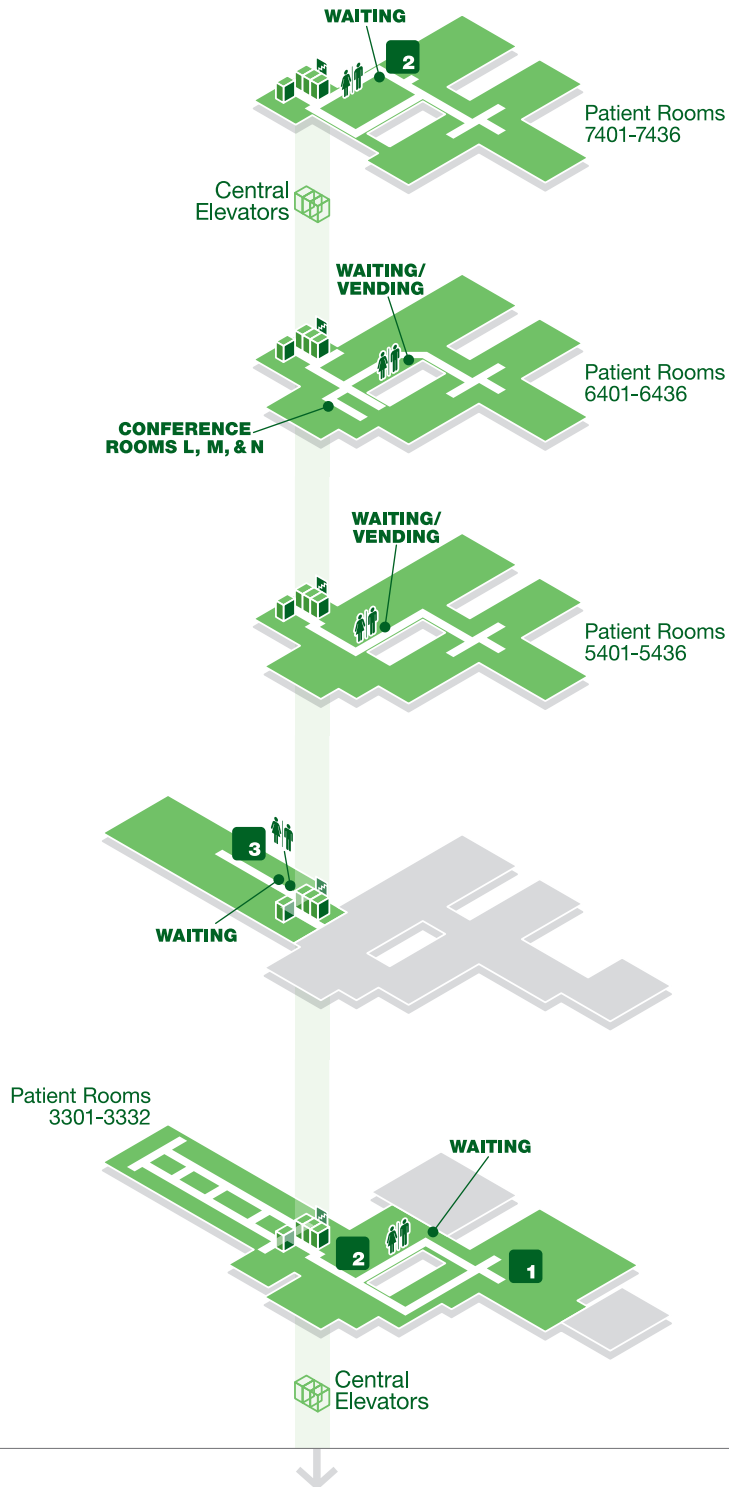 WAITING
2
Patient Rooms
7401-7436
Central
Elevators
WAITING/
VENDING
Patient Rooms
6401-6436
CONFERENCE
ROOMS L, M, & N
WAITING/
VENDING
Patient Rooms
5401-5436
3
WAITING
Patient Rooms
3301-3332
WAITING
2
1
Central
Elevators